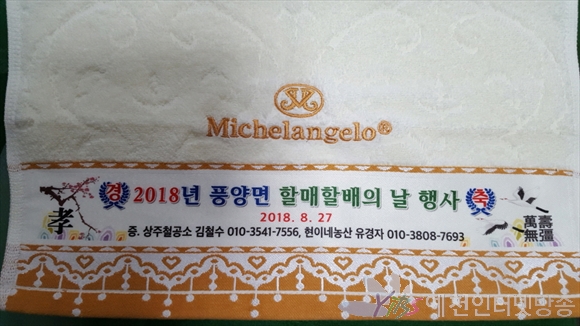 Michelangelo®
경 2018년 풍양면 할매할배의 날 행사 축
2018. 8. 27
증. 상주철공소 김철수 010-3541-7556, 현이네농산 유경자 010-3808-7693
孝
萬壽
無疆
예천인터넷방송